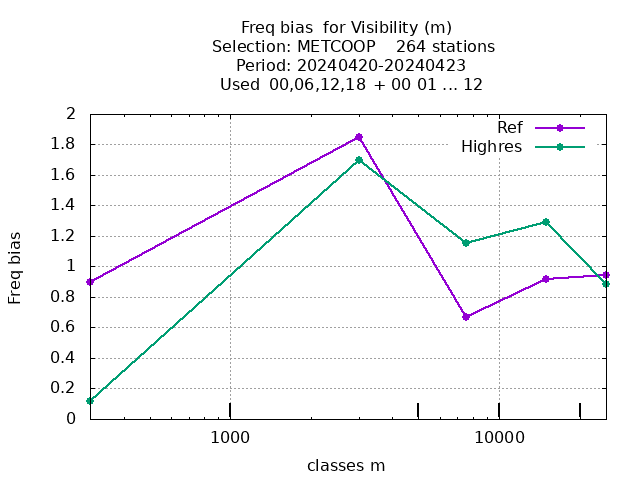 Freq bias  for Visibility (m)
Selection: METCOOP    264 stations
Period: 20240420-20240423
Used  00,06,12,18  + 00 01 ... 12
Ref
Highres
2
1.8
1.6
1.4
1.2
1
0.8
0.6
0.4
0.2
0
Freq bias
1000
10000
classes m